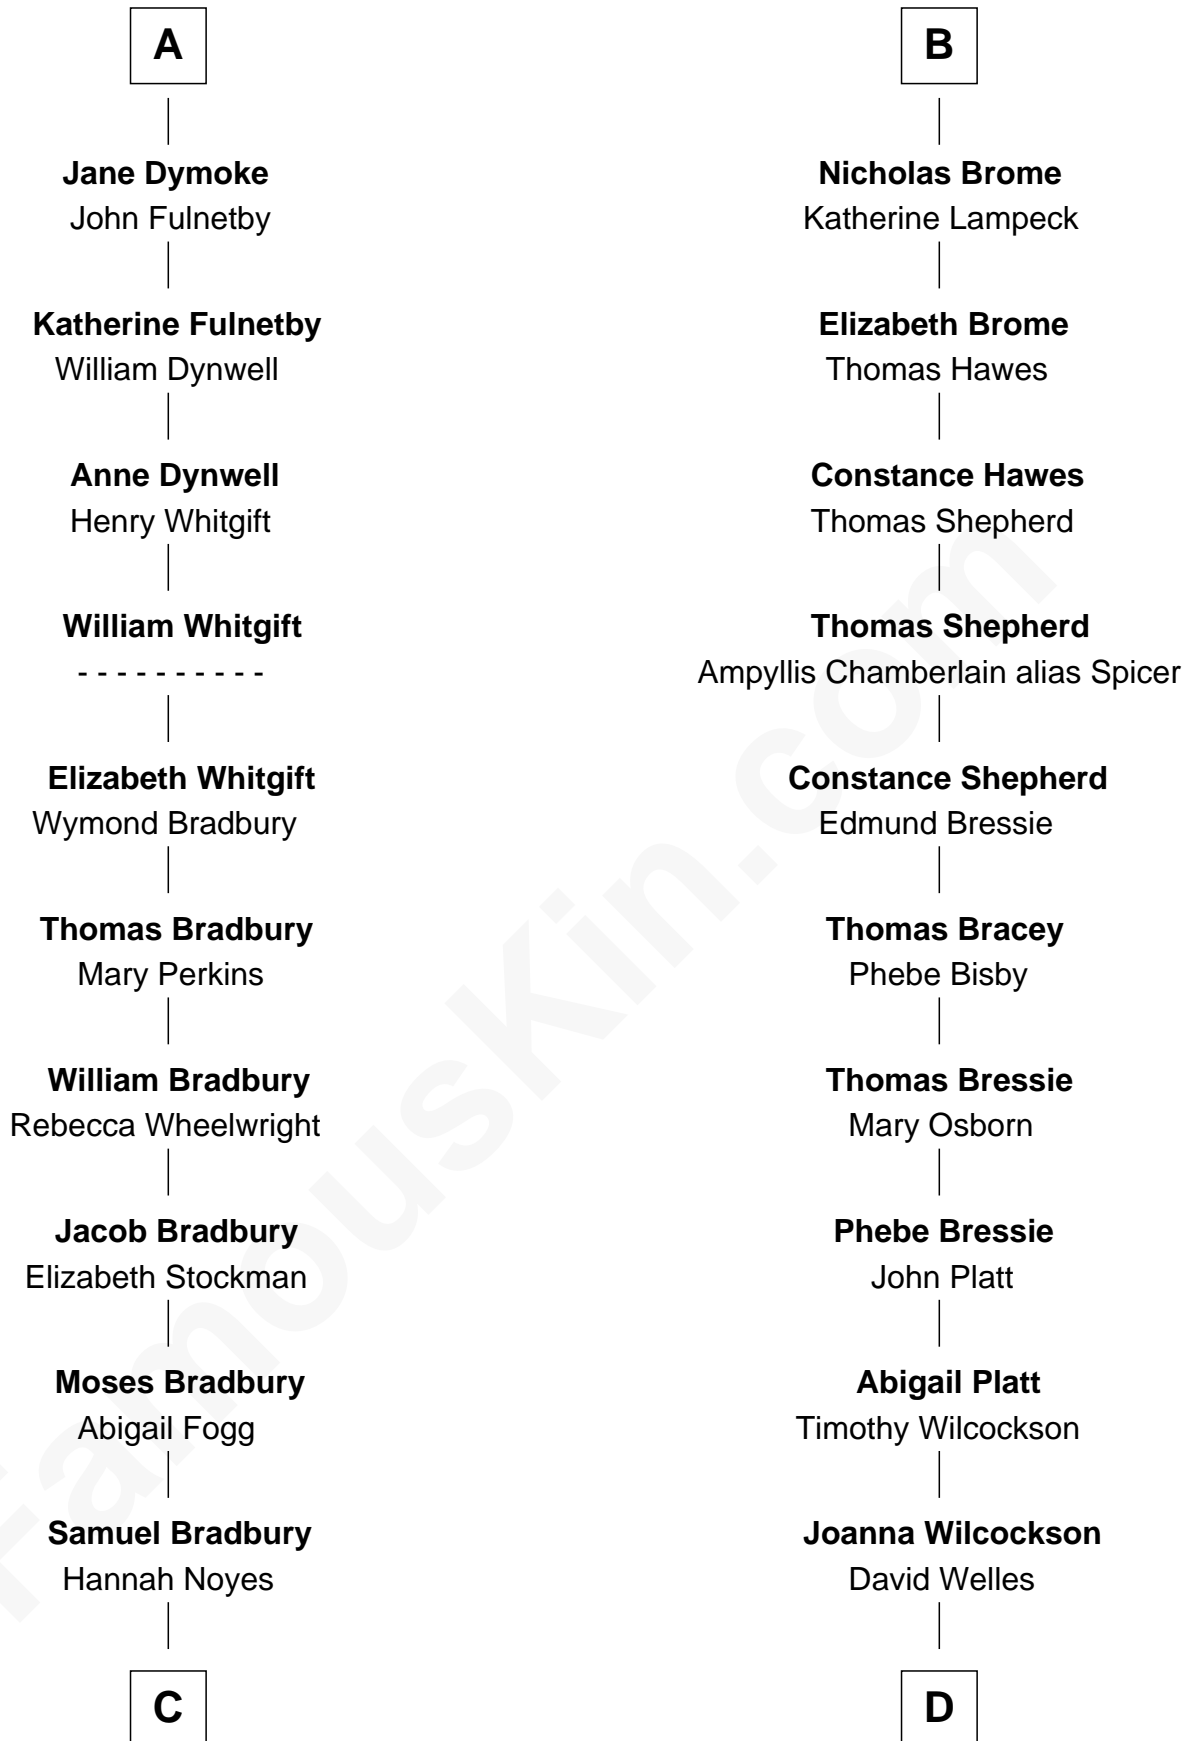 A
Jane Dymoke
John Fulnetby
Katherine Fulnetby
William Dynwell
Anne Dynwell
Henry Whitgift
William Whitgift
- - - - - - - - - -
Elizabeth Whitgift
Wymond Bradbury
Thomas Bradbury
Mary Perkins
William Bradbury
Rebecca Wheelwright
Jacob Bradbury
Elizabeth Stockman
Moses Bradbury
Abigail Fogg
Samuel Bradbury
Hannah Noyes
C
B
Nicholas Brome
Katherine Lampeck
Elizabeth Brome
Thomas Hawes
Constance Hawes
Thomas Shepherd
Thomas Shepherd
Ampyllis Chamberlain alias Spicer
Constance Shepherd
Edmund Bressie
Thomas Bracey
Phebe Bisby
Thomas Bressie
Mary Osborn
Phebe Bressie
John Platt
Abigail Platt
Timothy Wilcockson
Joanna Wilcockson
David Welles
D
FamousKin.com